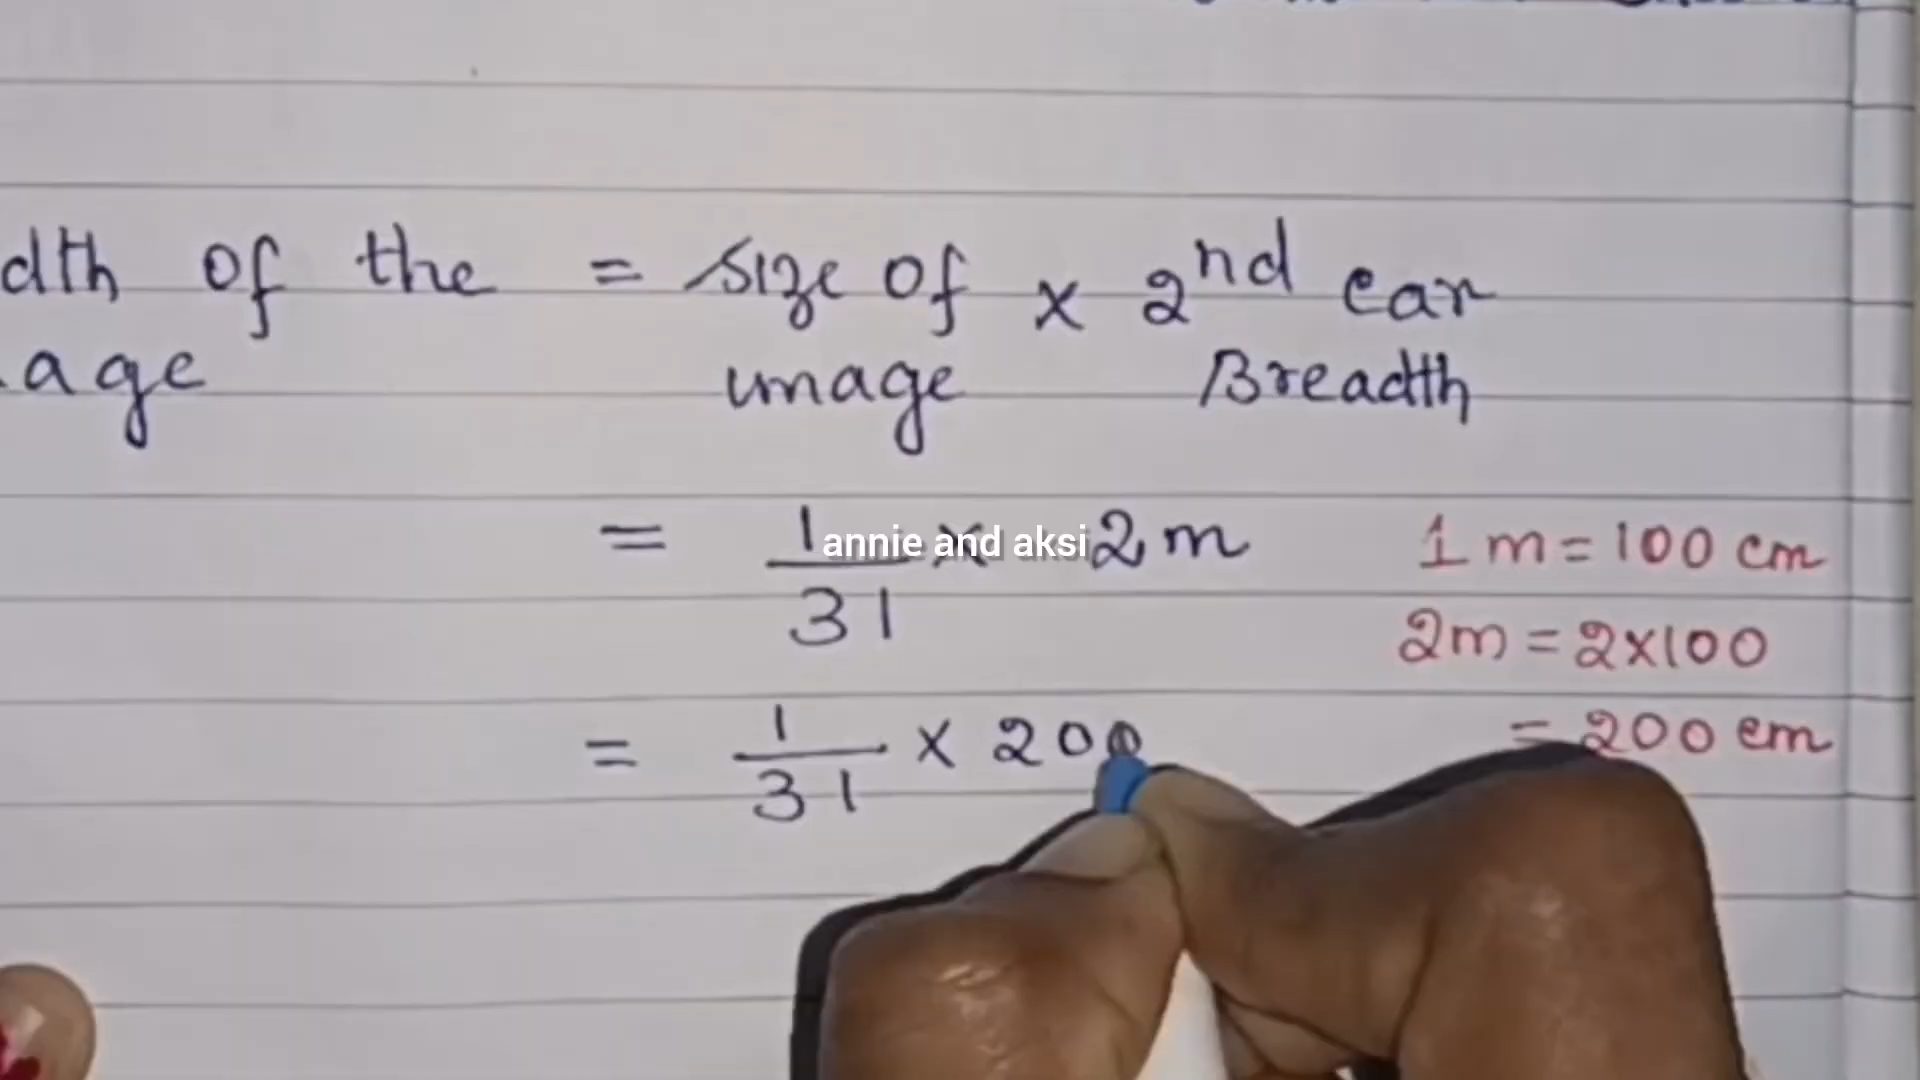 dth of the = size of x 2nd car
age image Breadth
= 1/31 x 2m 1m = 100 cm
annie and aksi
2m = 2x100
= 1/31 x 200 = 200 cm